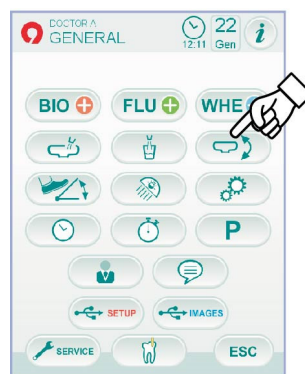 DOCTOR A
GENERAL
12:11
22
Gen
i
BIO
FLU
WHE
P
SETUP
IMAGES
SERVICE
ESC